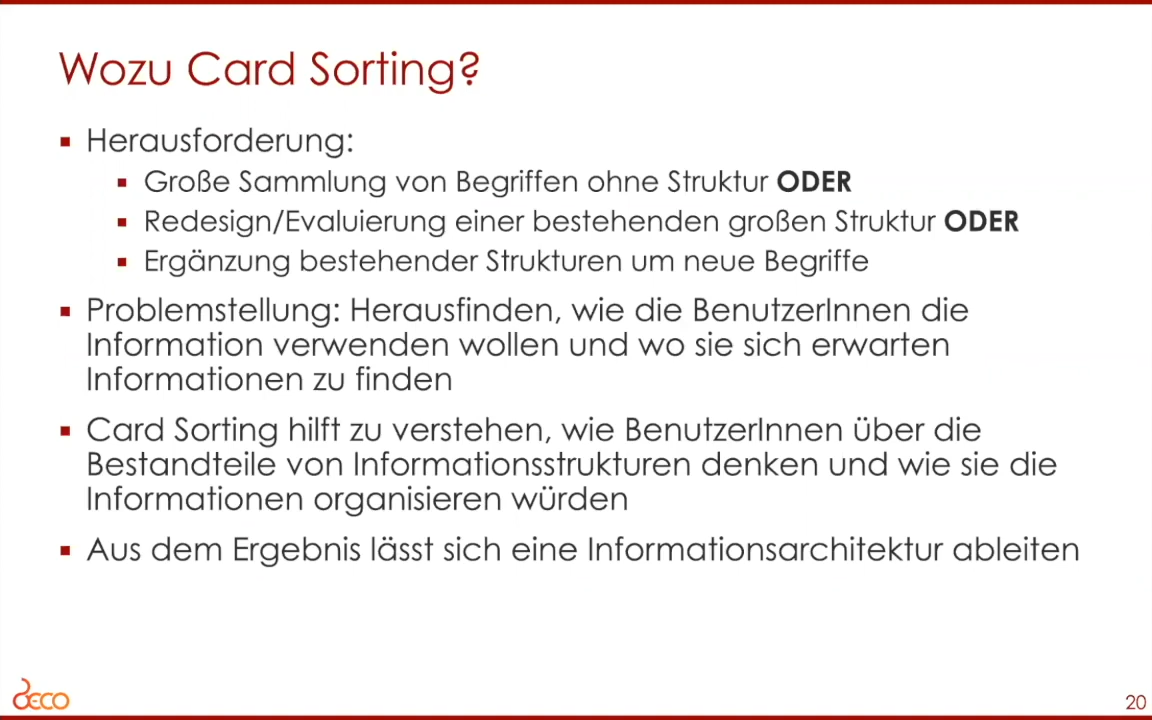 Wozu Card Sorting?
▪ Herausforderung:
▪ Große Sammlung von Begriffen ohne Struktur ODER
▪ Redesign/Evaluierung einer bestehenden großen Struktur ODER
▪ Ergänzung bestehender Strukturen um neue Begriffe
▪ Problemstellung: Herausfinden, wie die BenutzerInnen die
Information verwenden wollen und wo sie sich erwarten
Informationen zu finden
▪ Card Sorting hilft zu verstehen, wie BenutzerInnen über die
Bestandteile von Informationsstrukturen denken und wie sie die
Informationen organisieren würden
▪ Aus dem Ergebnis lässt sich eine Informationsarchitektur ableiten
DECO
20